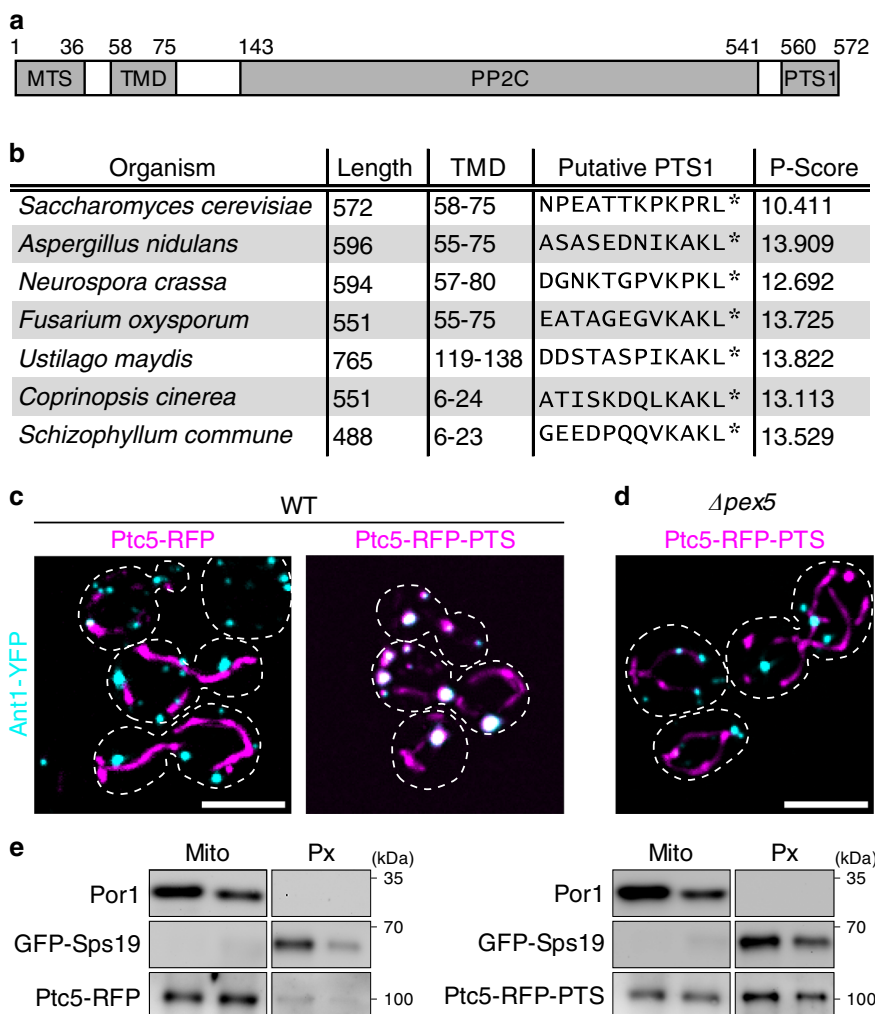 a
1 36 58 75 143 541 560 572
MTS TMD PP2C PTS1
b
Organism Length TMD Putative PTS1 P-Score
Saccharomyces cerevisiae 572 58-75 NPEATTKPKPRL* 10.411
Aspergillus nidulans 596 55-75 ASASEDNIKAKL* 13.909
Neurospora crassa 594 57-80 DGNKTGPVKPKL* 12.692
Fusarium oxysporum 551 55-75 EATAGEGVKAKL* 13.725
Ustilago maydis 765 119-138 DDSTASPIKAKL* 13.822
Coprinopsis cinerea 551 6-24 ATISKDQLKAKL* 13.113
Schizophyllum commune 488 6-23 GEEDPQQVKAKL* 13.529
c WT d Δpex5
Ptc5-RFP Ptc5-RFP-PTS Ptc5-RFP-PTS
Ant1-YFP
e
Mito Px (kDa) Mito Px (kDa)
Por1 35 Por1 35
GFP-Sps19 70 GFP-Sps19 70
Ptc5-RFP 100 Ptc5-RFP-PTS 100